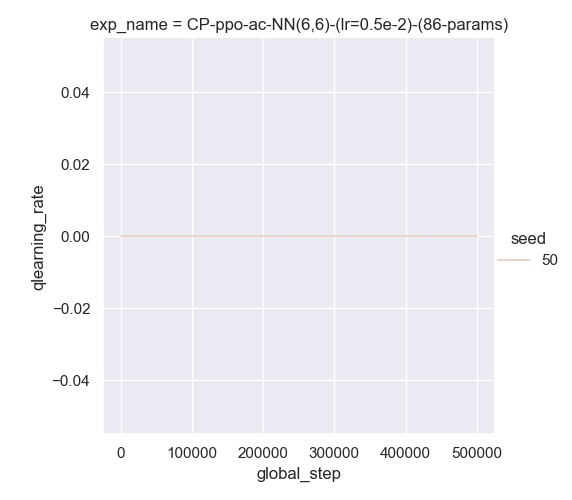 exp_name = CP-ppo-ac-NN(6,6)-(lr=0.5e-2)-(86-params)
0.04
0.02
0.00
−0.02
−0.04
qlearning_rate
0 100000 200000 300000 400000 500000
global_step
seed
50